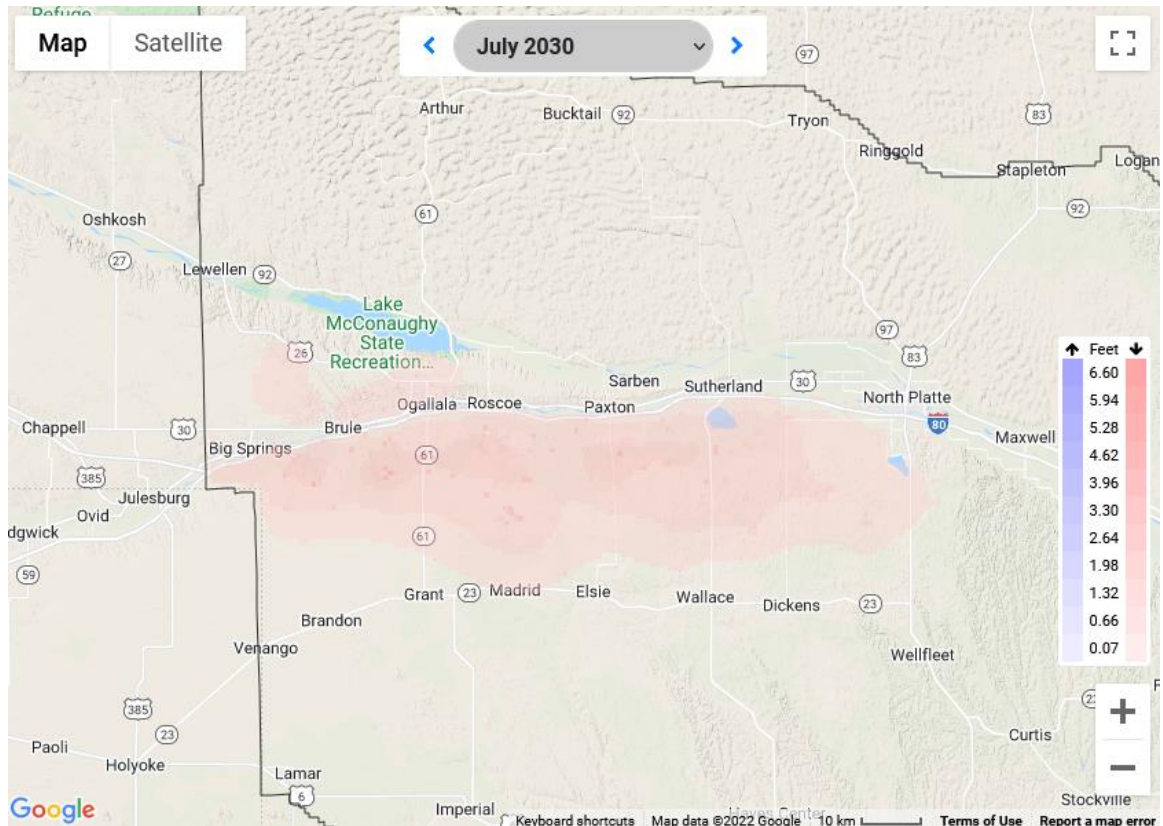 Refuge
Map Satellite
July 2030
97
Arthur
Bucktail 92
83
Tryon
Ringgold
Logan
Stapleton
61
92
Oshkosh
27
Lewellen 92
Lake
McConaughy
State
Recreation...
26
97
83
Feet
6.60
5.94
5.28
4.62
3.96
3.30
2.64
1.98
1.32
0.66
0.07
Sarben
Sutherland
30
North Platte
80
Ogallala Roscoe
Paxton
Chappell
30
Brule
Maxwell
Big Springs
61
385
Julesburg
Ovid
dgwick
61
59
Grant 23 Madrid Elsie
Wallace
Dickens 23
Brandon
Venango
Wellfleet
385
23
Paoli
Holyoke
Curtis
Lamar
6
Imperial
Hayes Center
Stockville
Google
Keyboard shortcuts Map data ©2022 Google 10 km Terms of Use Report a map error